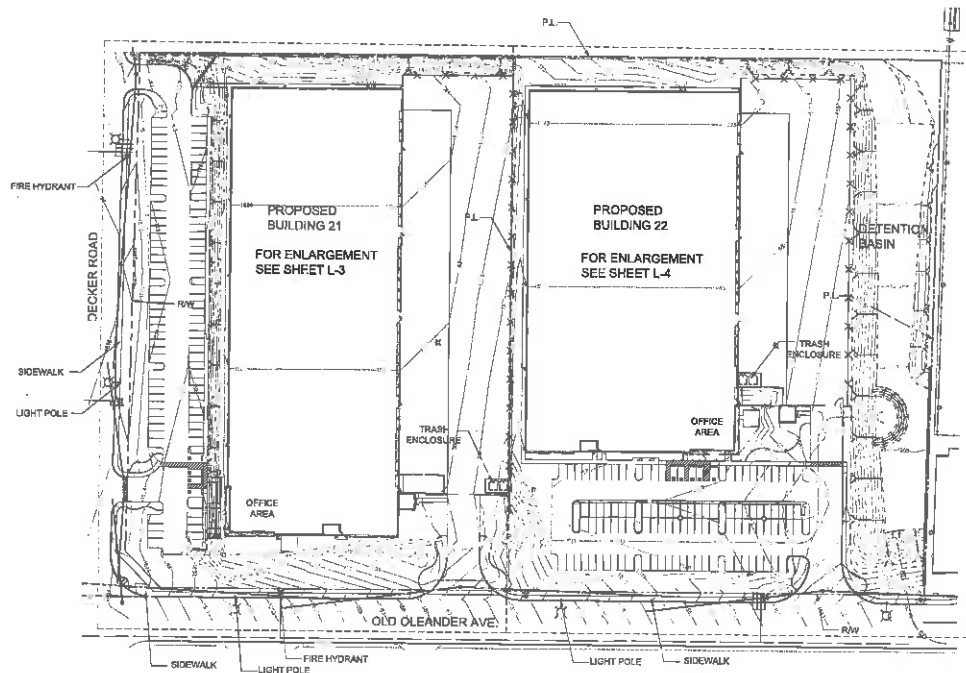 P.L.
FIRE HYDRANT
DECKER ROAD
R/W
SIDEWALK
LIGHT POLE
PROPOSED
BUILDING 21
FOR ENLARGEMENT
SEE SHEET L-3
P.L.
PROPOSED
BUILDING 22
FOR ENLARGEMENT
SEE SHEET L-4
DETENTION
BASIN
P.L.
TRASH
ENCLOSURE
OFFICE
AREA
TRASH
ENCLOSURE
OFFICE
AREA
OLD OLEANDER AVE.
R/W
SIDEWALK
LIGHT POLE
FIRE HYDRANT
LIGHT POLE
SIDEWALK